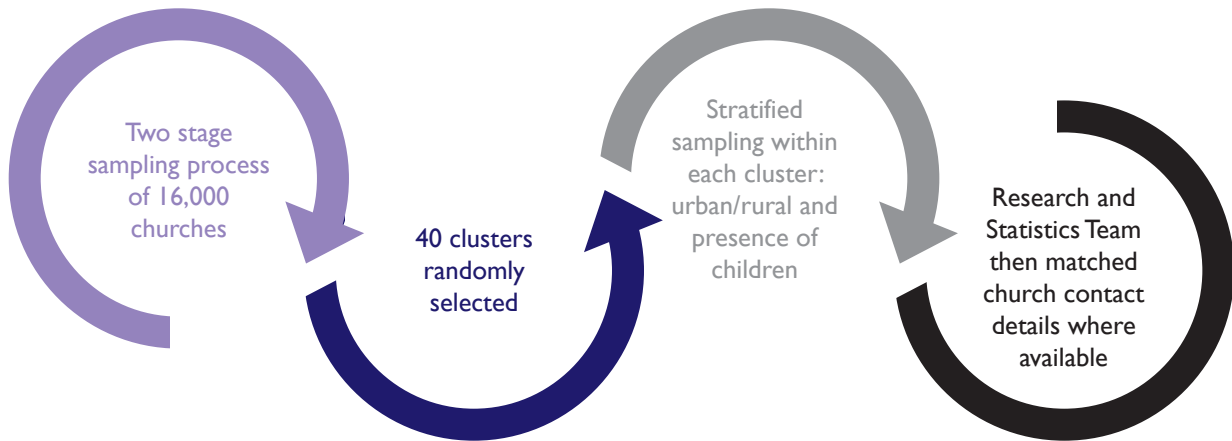 Two stage
sampling process
of 16,000
churches
40 clusters
randomly
selected
Stratified
sampling within
each cluster:
urban/rural and
presence of
children
Research and
Statistics Team
then matched
church contact
details where
available